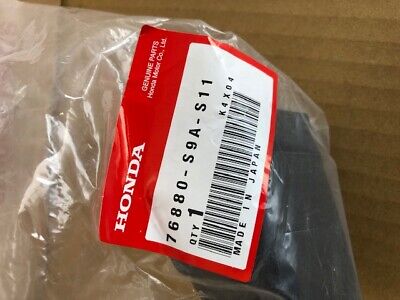 GENUINE PARTS
Honda Motor Co., Ltd.
HONDA
76880-S9A-S11
K4X04
QTY 1
MADE IN JAPAN